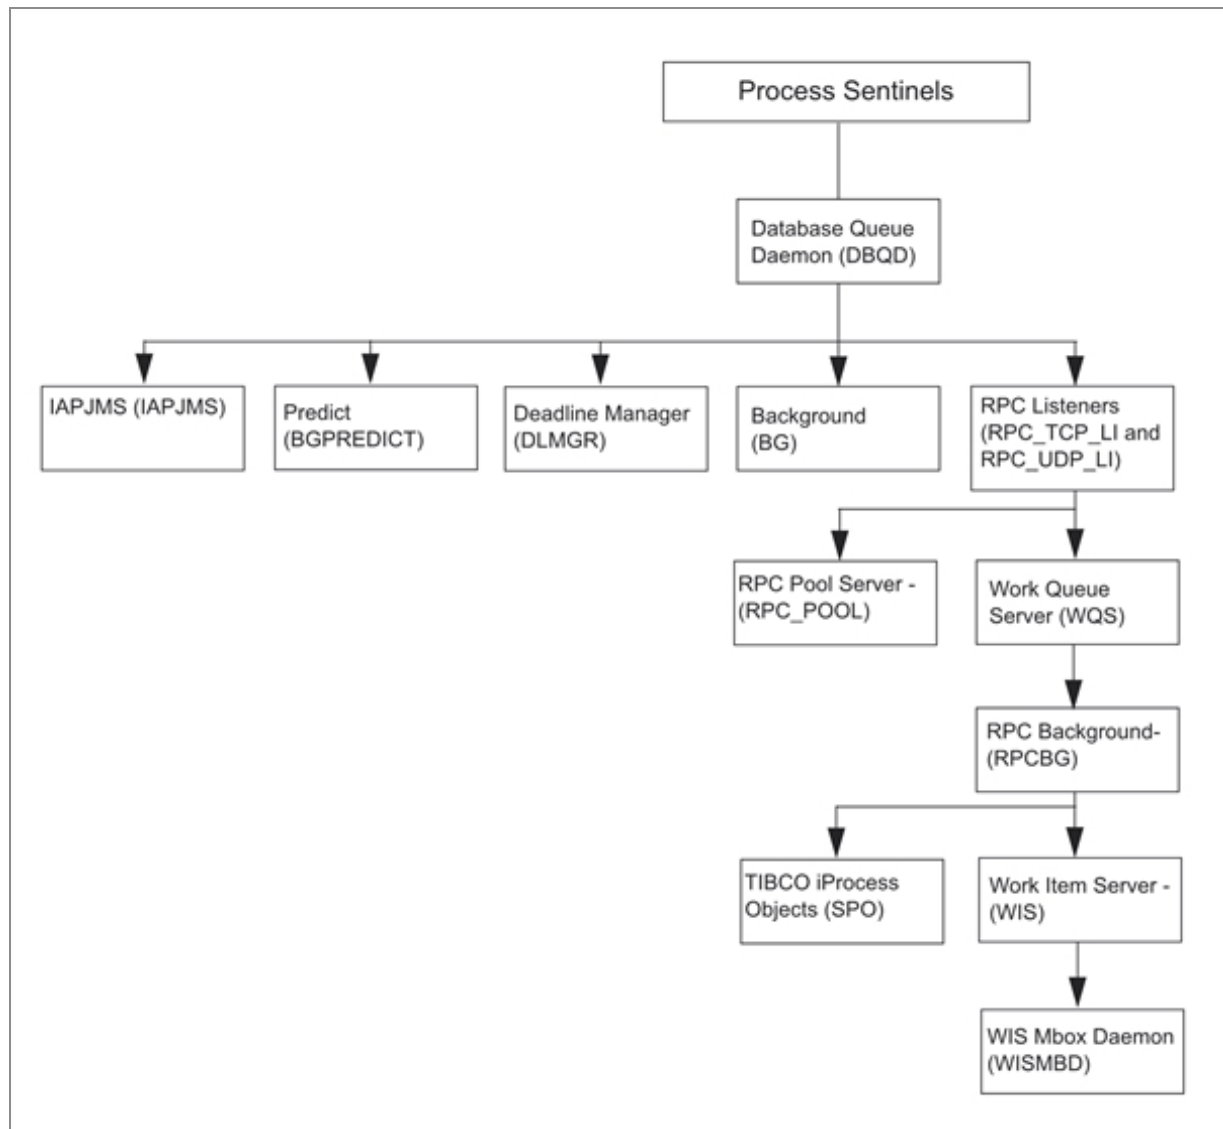 Process Sentinels
Database Queue
Daemon (DBQD)
IAPJMS (IAPJMS)
Predict
(BGPREDICT)
Deadline Manager
(DLMGR)
Background
(BG)
RPC Listeners
(RPC_TCP_LI and
RPC_UDP_LI)
RPC Pool Server -
(RPC_POOL)
Work Queue
Server (WQS)
RPC Background-
(RPCBG)
TIBCO iProcess
Objects (SPO)
Work Item Server -
(WIS)
WIS Mbox Daemon
(WISMBD)